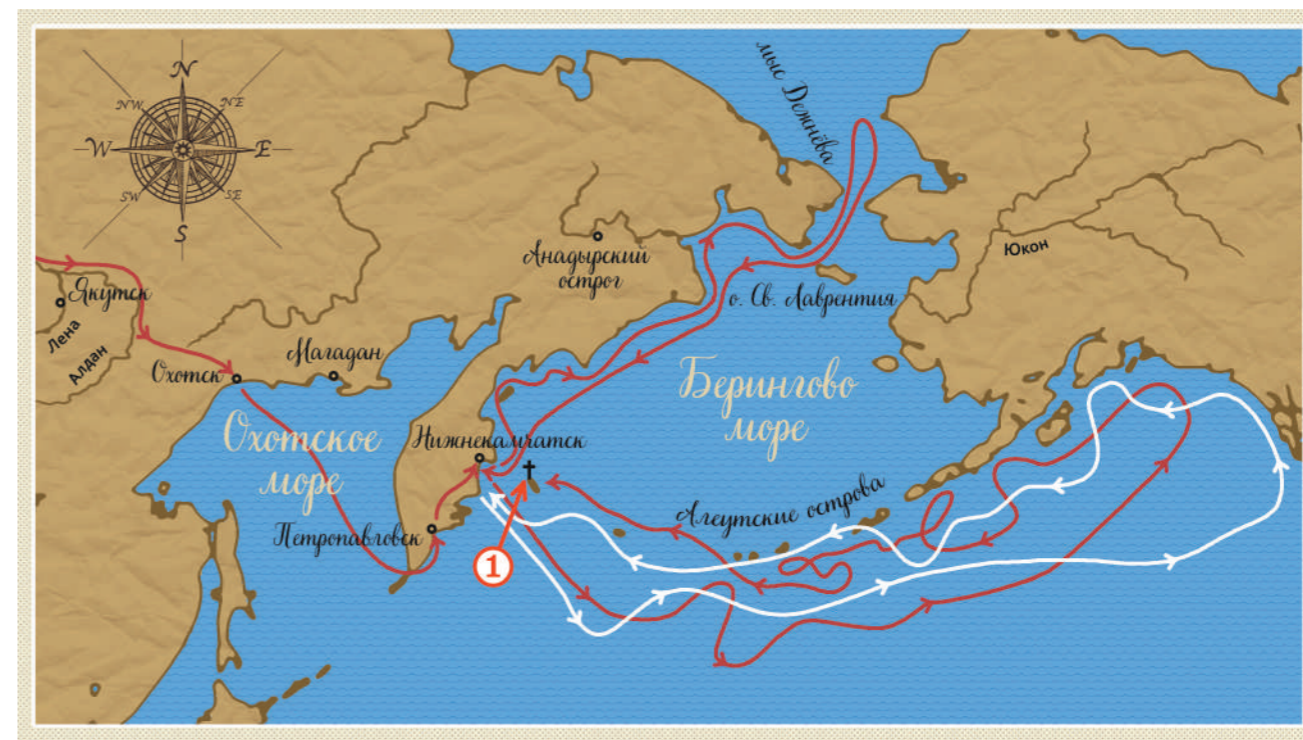 N
NW
NE
W
E
SW
SE
S
мыс Дежнёва
Юкон
Анадырский
острог
Якутск
о. Св. Лаврентия
Лена
Алдан
Магадан
Охотск
Берингово
море
Охотское
море
Нижнекамчатск
Алеутские острова
Петропавловск
1